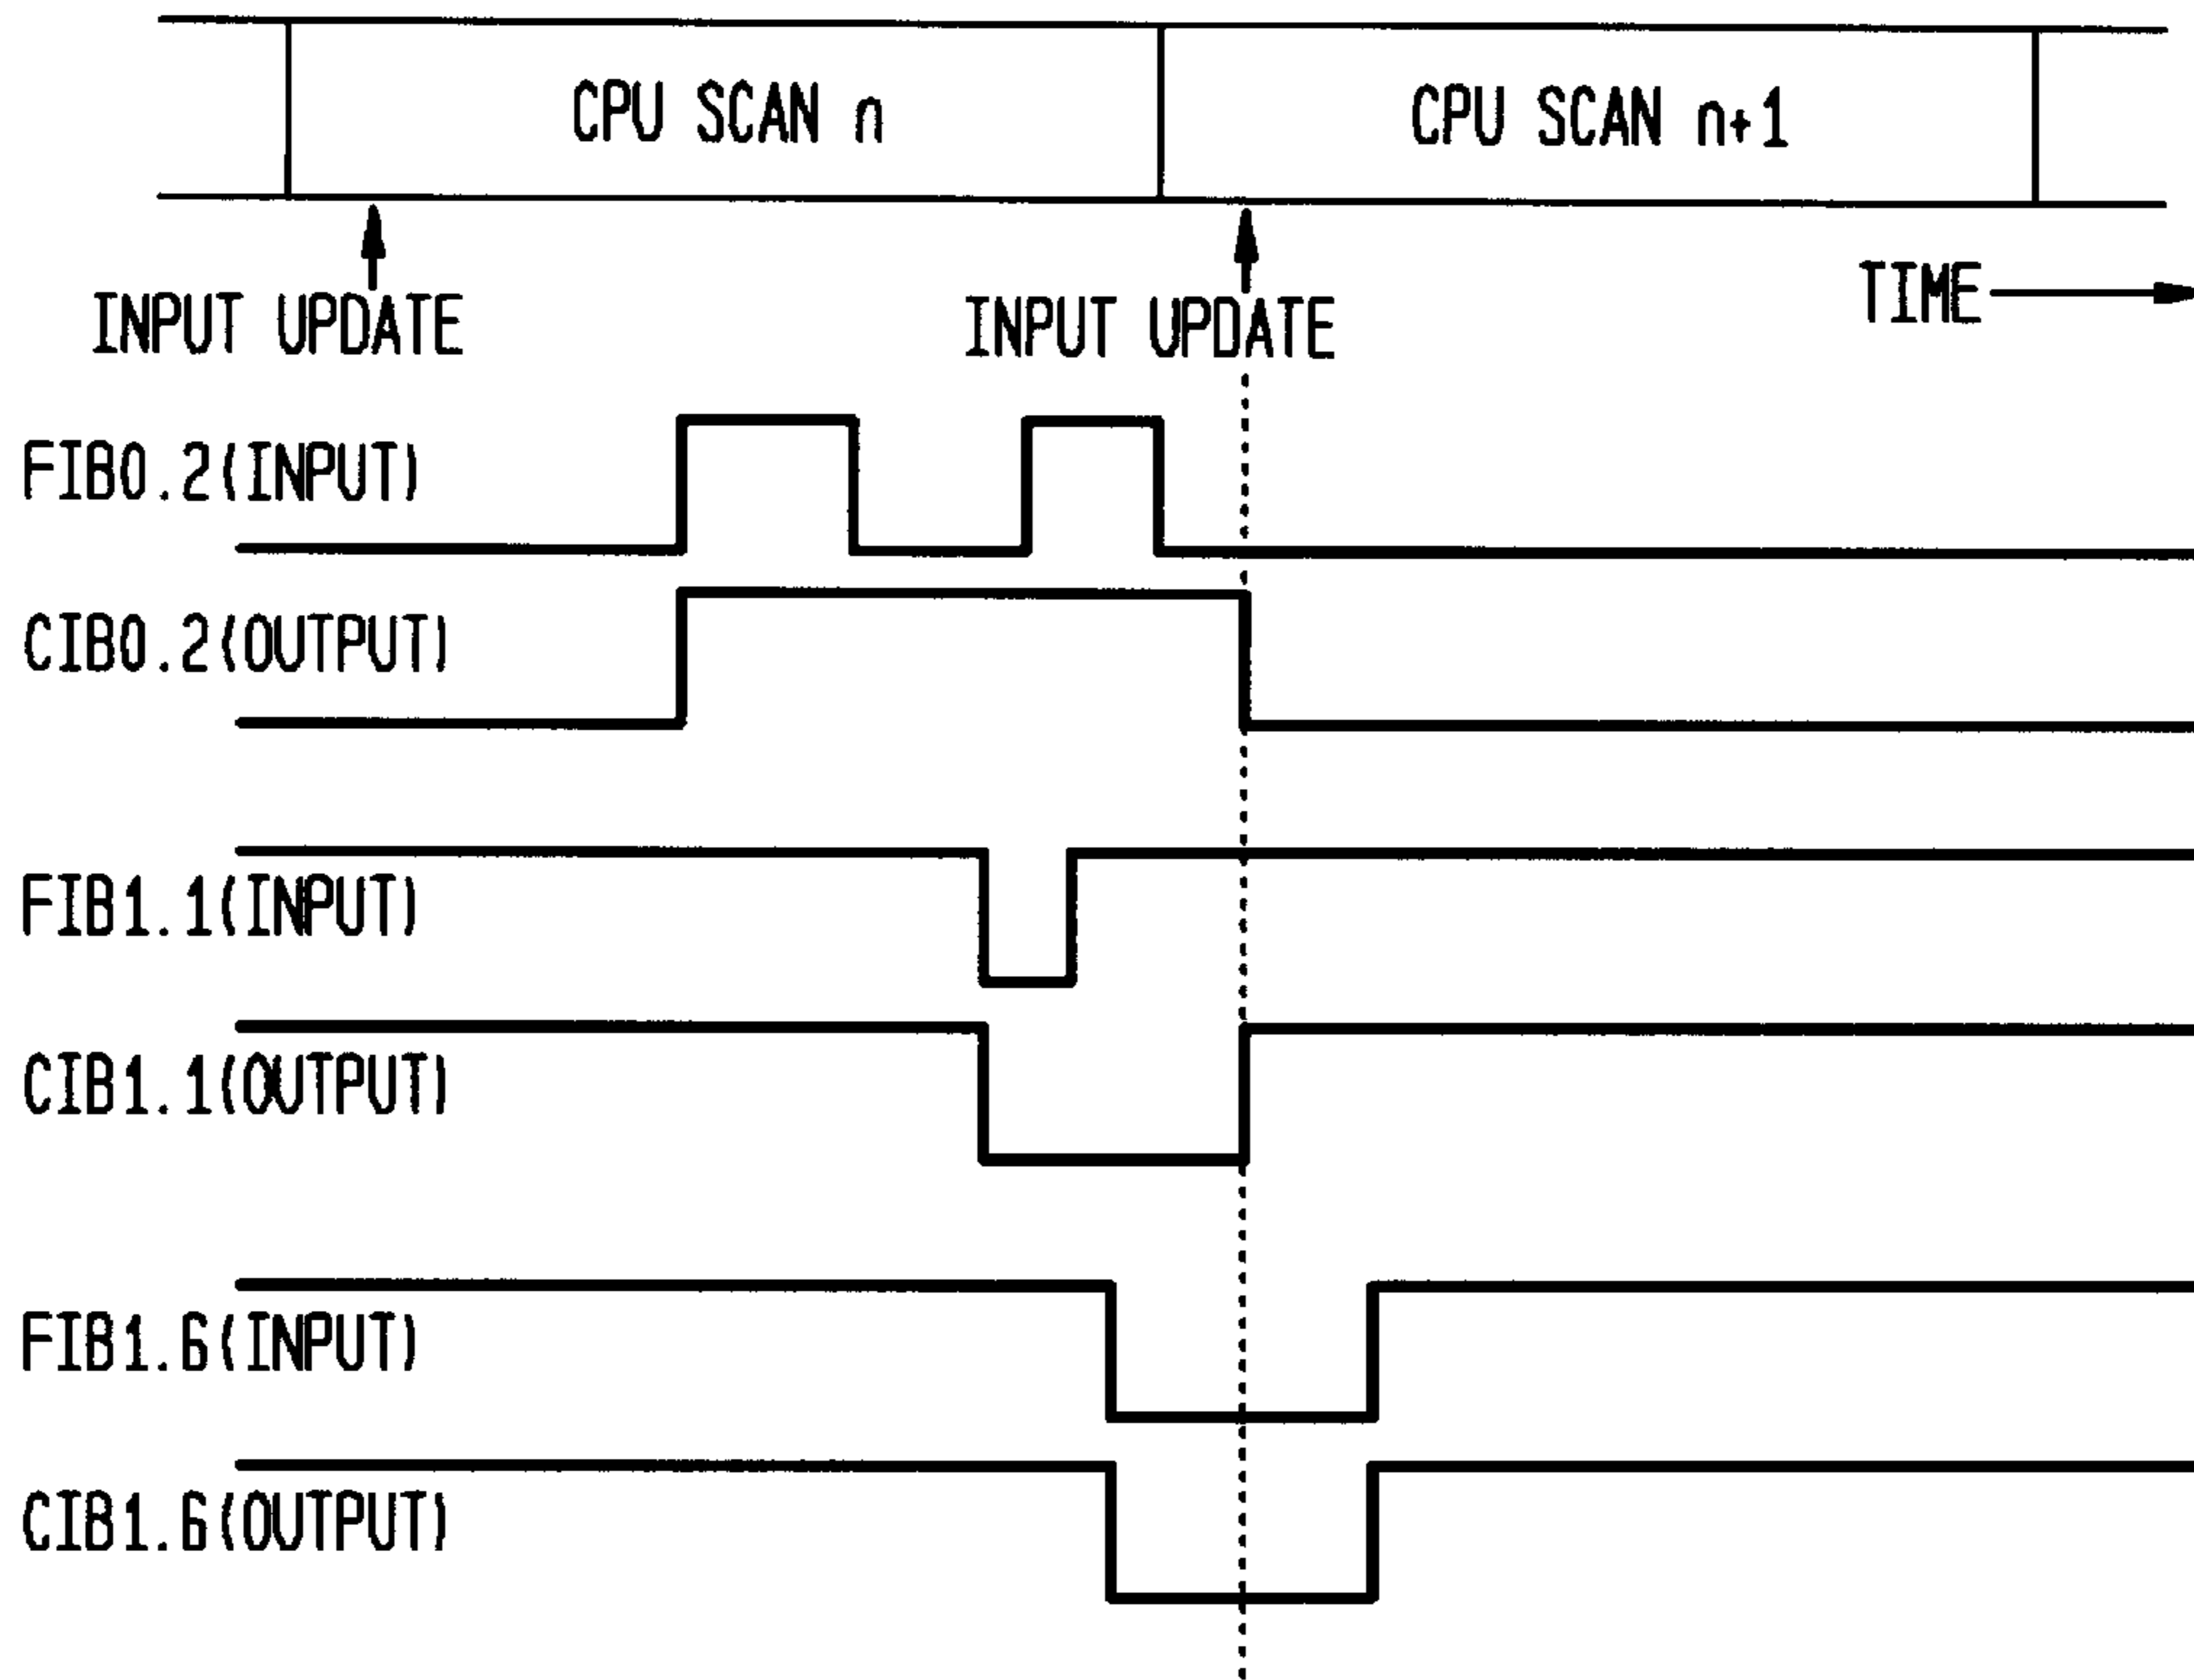 CPU SCAN n
CPU SCAN n+1
INPUT UPDATE
INPUT UPDATE
TIME
FIB0.2(INPUT)
CIB0.2(OUTPUT)
FIB1.1(INPUT)
CIB1.1(OUTPUT)
FIB1.6(INPUT)
CIB1.6(OUTPUT)